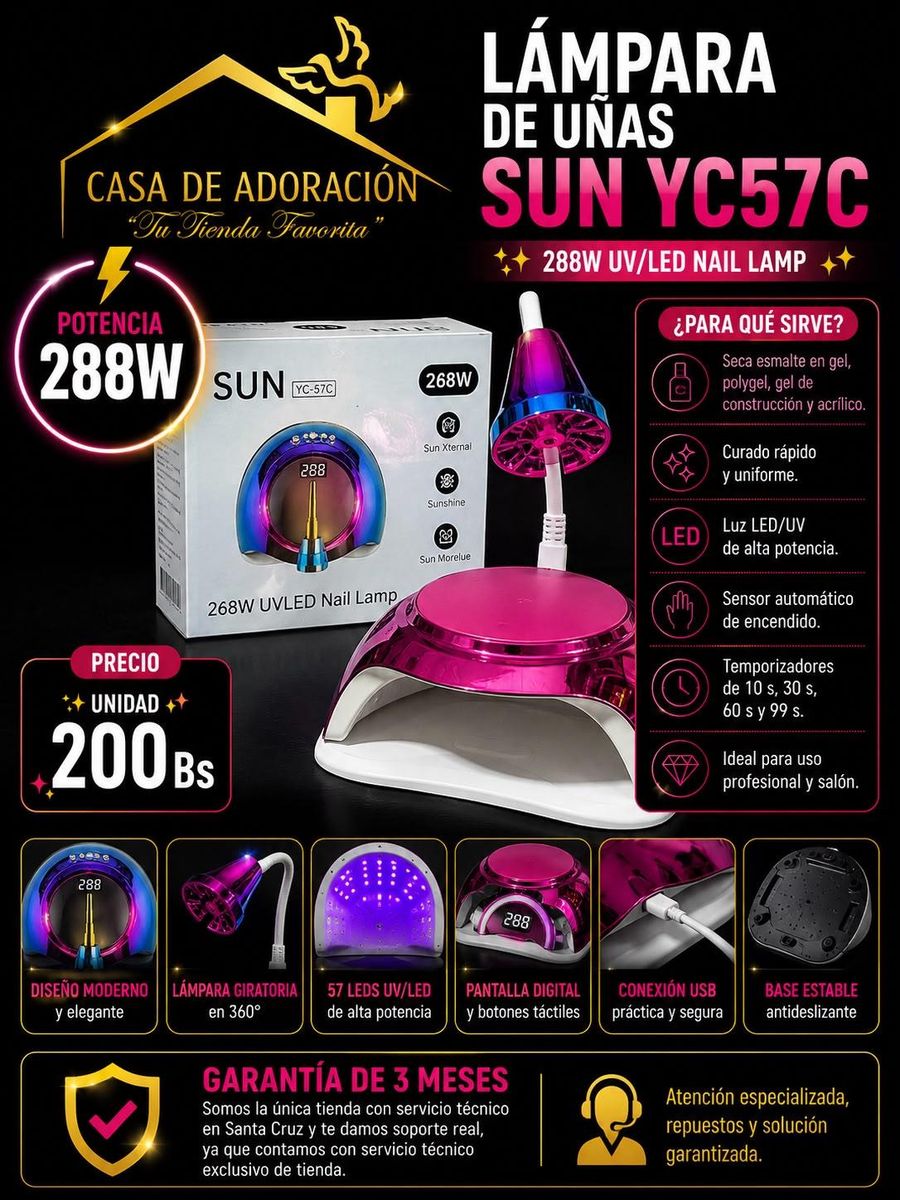 CASA DE ADORACIÓN
"Tu Tienda Favorita"
LÁMPARA
DE UÑAS
SUN YC57C
288W UV/LED NAIL LAMP
POTENCIA
288W
SUN YC-57C
268W
288
Sun Xternal
Sunshine
Sun Morelue
268W UVLED Nail Lamp
¿PARA QUÉ SIRVE?
Seca esmalte en gel,
polygel, gel de
construcción y acrílico.
Curado rápido
y uniforme.
LED
Luz LED/UV
de alta potencia.
Sensor automático
de encendido.
Temporizadores
de 10 s, 30 s,
60 s y 99 s.
Ideal para uso
profesional y salón.
PRECIO
UNIDAD
200 Bs
288
DISEÑO MODERNO
y elegante
LÁMPARA GIRATORIA
en 360°
57 LEDS UV/LED
de alta potencia
288
PANTALLA DIGITAL
y botones táctiles
CONEXIÓN USB
práctica y segura
BASE ESTABLE
antideslizante
GARANTÍA DE 3 MESES
Somos la única tienda con servicio técnico
en Santa Cruz y te damos soporte real,
ya que contamos con servicio técnico
exclusivo de tienda.
Atención especializada,
repuestos y solución
garantizada.